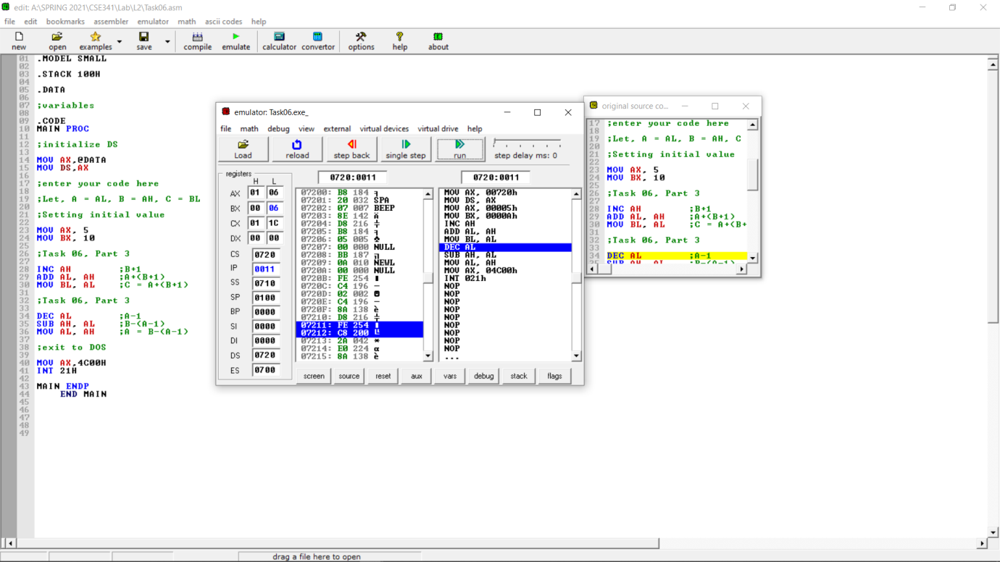 edit: A:\SPRING 2021\CSE341\Lab\L2\Task06.asm
file edit bookmarks assembler emulator math ascii codes help
new open examples save compile emulate calculator convertor options help about
01 .MODEL SMALL
02
03 .STACK 100H
04
05 .DATA
06
07 ;variables
08
09 .CODE
10 MAIN PROC
11
12 ;initialize DS
13
14 MOV AX,@DATA
15 MOV DS,AX
16
17 ;enter your code here
18
19 ;Let, A = AL, B = AH, C = BL
20
21 ;Setting initial value
22
23 MOV AX, 5
24 MOV BX, 10
25
26 ;Task 06, Part 3
27
28 INC AH ;B+1
29 ADD AL, AH ;A+(B+1)
30 MOV BL, AL ;C = A+(B+1)
31
32 ;Task 06, Part 3
33
34 DEC AL ;A-1
35 SUB AH, AL ;B-(A-1)
36 MOV AL, AH ;A = B-(A-1)
37
38 ;exit to DOS
39
40 MOV AX,4C00H
41 INT 21H
42
43 MAIN ENDP
44 END MAIN
45
46
47
48
49
drag a file here to open
emulator: Task06.exe_
file math debug view external virtual devices virtual drive help
Load reload step back single step run step delay ms: 0
registers
H L
AX 01 06
BX 00 06
CX 01 1C
DX 00 00
CS 0720
IP 0011
SS 0710
SP 0100
BP 0000
SI 0000
DI 0000
DS 0720
ES 0700
0720:0011
07200: B8 184 ╕
07201: 20 032 SPA
07202: 07 007 BEEP
07203: 8E 142 Ä
07204: D8 216 ╪
07205: B8 184 ╕
07206: 05 005 ♣
07207: 00 000 NULL
07208: BB 187 ╗
07209: 0A 010 NEWL
0720A: 00 000 NULL
0720B: FE 254 ■
0720C: C4 196 ─
0720D: 02 002 ☻
0720E: C4 196 ─
0720F: 8A 138 è
07210: D8 216 ╪
07211: FE 254 ■
07212: C8 200 ╚
07213: 2A 042 *
07214: E0 224 α
07215: 8A 138 è
0720:0011
MOV AX, 00720h
MOV DS, AX
MOV AX, 00005h
MOV BX, 0000Ah
INC AH
ADD AL, AH
MOV BL, AL
DEC AL
SUB AH, AL
MOV AL, AH
MOV AX, 04C00h
INT 021h
NOP
NOP
NOP
NOP
NOP
NOP
NOP
NOP
NOP
...
screen source reset aux vars debug stack flags
original source co...
17 ;enter your code here
18
19 ;Let, A = AL, B = AH, C
20
21 ;Setting initial value
22
23 MOV AX, 5
24 MOV BX, 10
25
26 ;Task 06, Part 3
27
28 INC AH ;B+1
29 ADD AL, AH ;A+(B+1)
30 MOV BL, AL ;C = A+(B+
31
32 ;Task 06, Part 3
33
34 DEC AL ;A-1
35 SUB AH, AL ;B-(A-1)